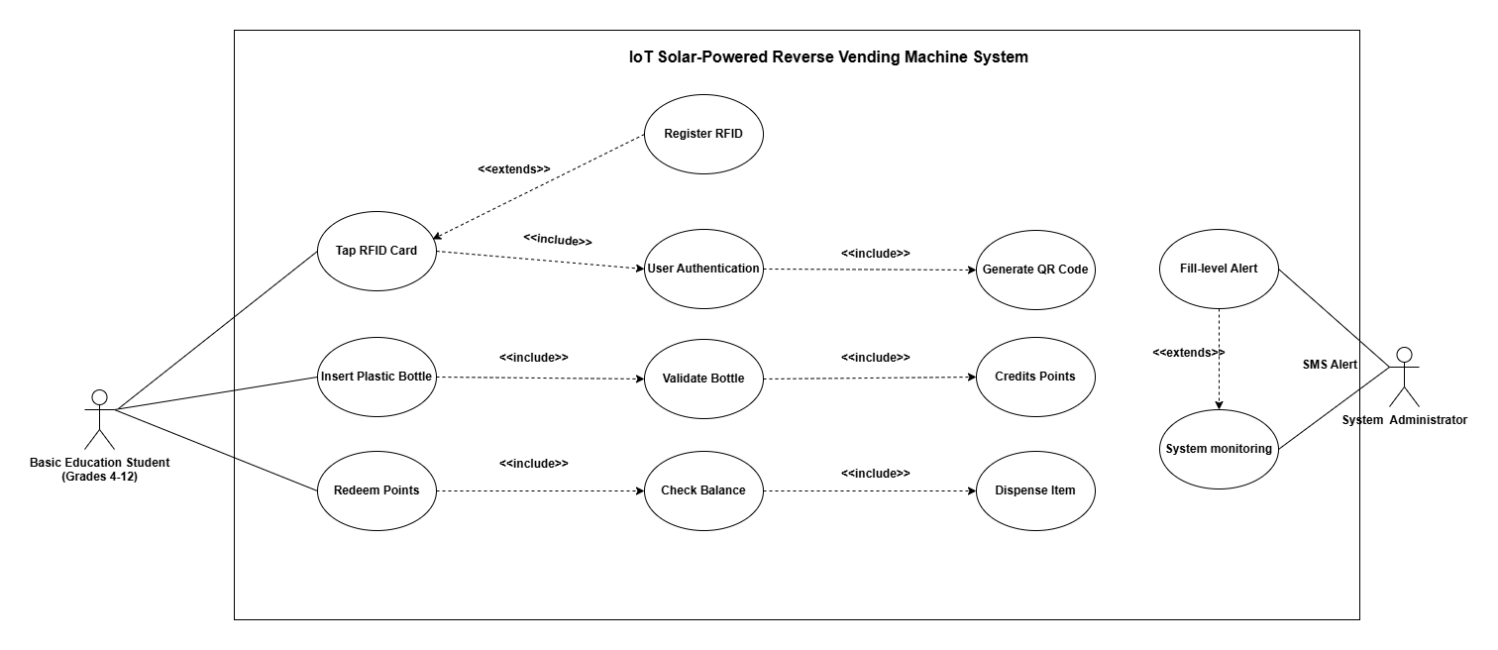 IoT Solar-Powered Reverse Vending Machine System
Register RFID
<<extends>>
Tap RFID Card
<<include>>
User Authentication
<<include>>
Generate QR Code
Fill-level Alert
<<extends>>
SMS Alert
System Administrator
System monitoring
Insert Plastic Bottle
<<include>>
Validate Bottle
<<include>>
Credits Points
Basic Education Student
(Grades 4-12)
Redeem Points
<<include>>
Check Balance
<<include>>
Dispense Item